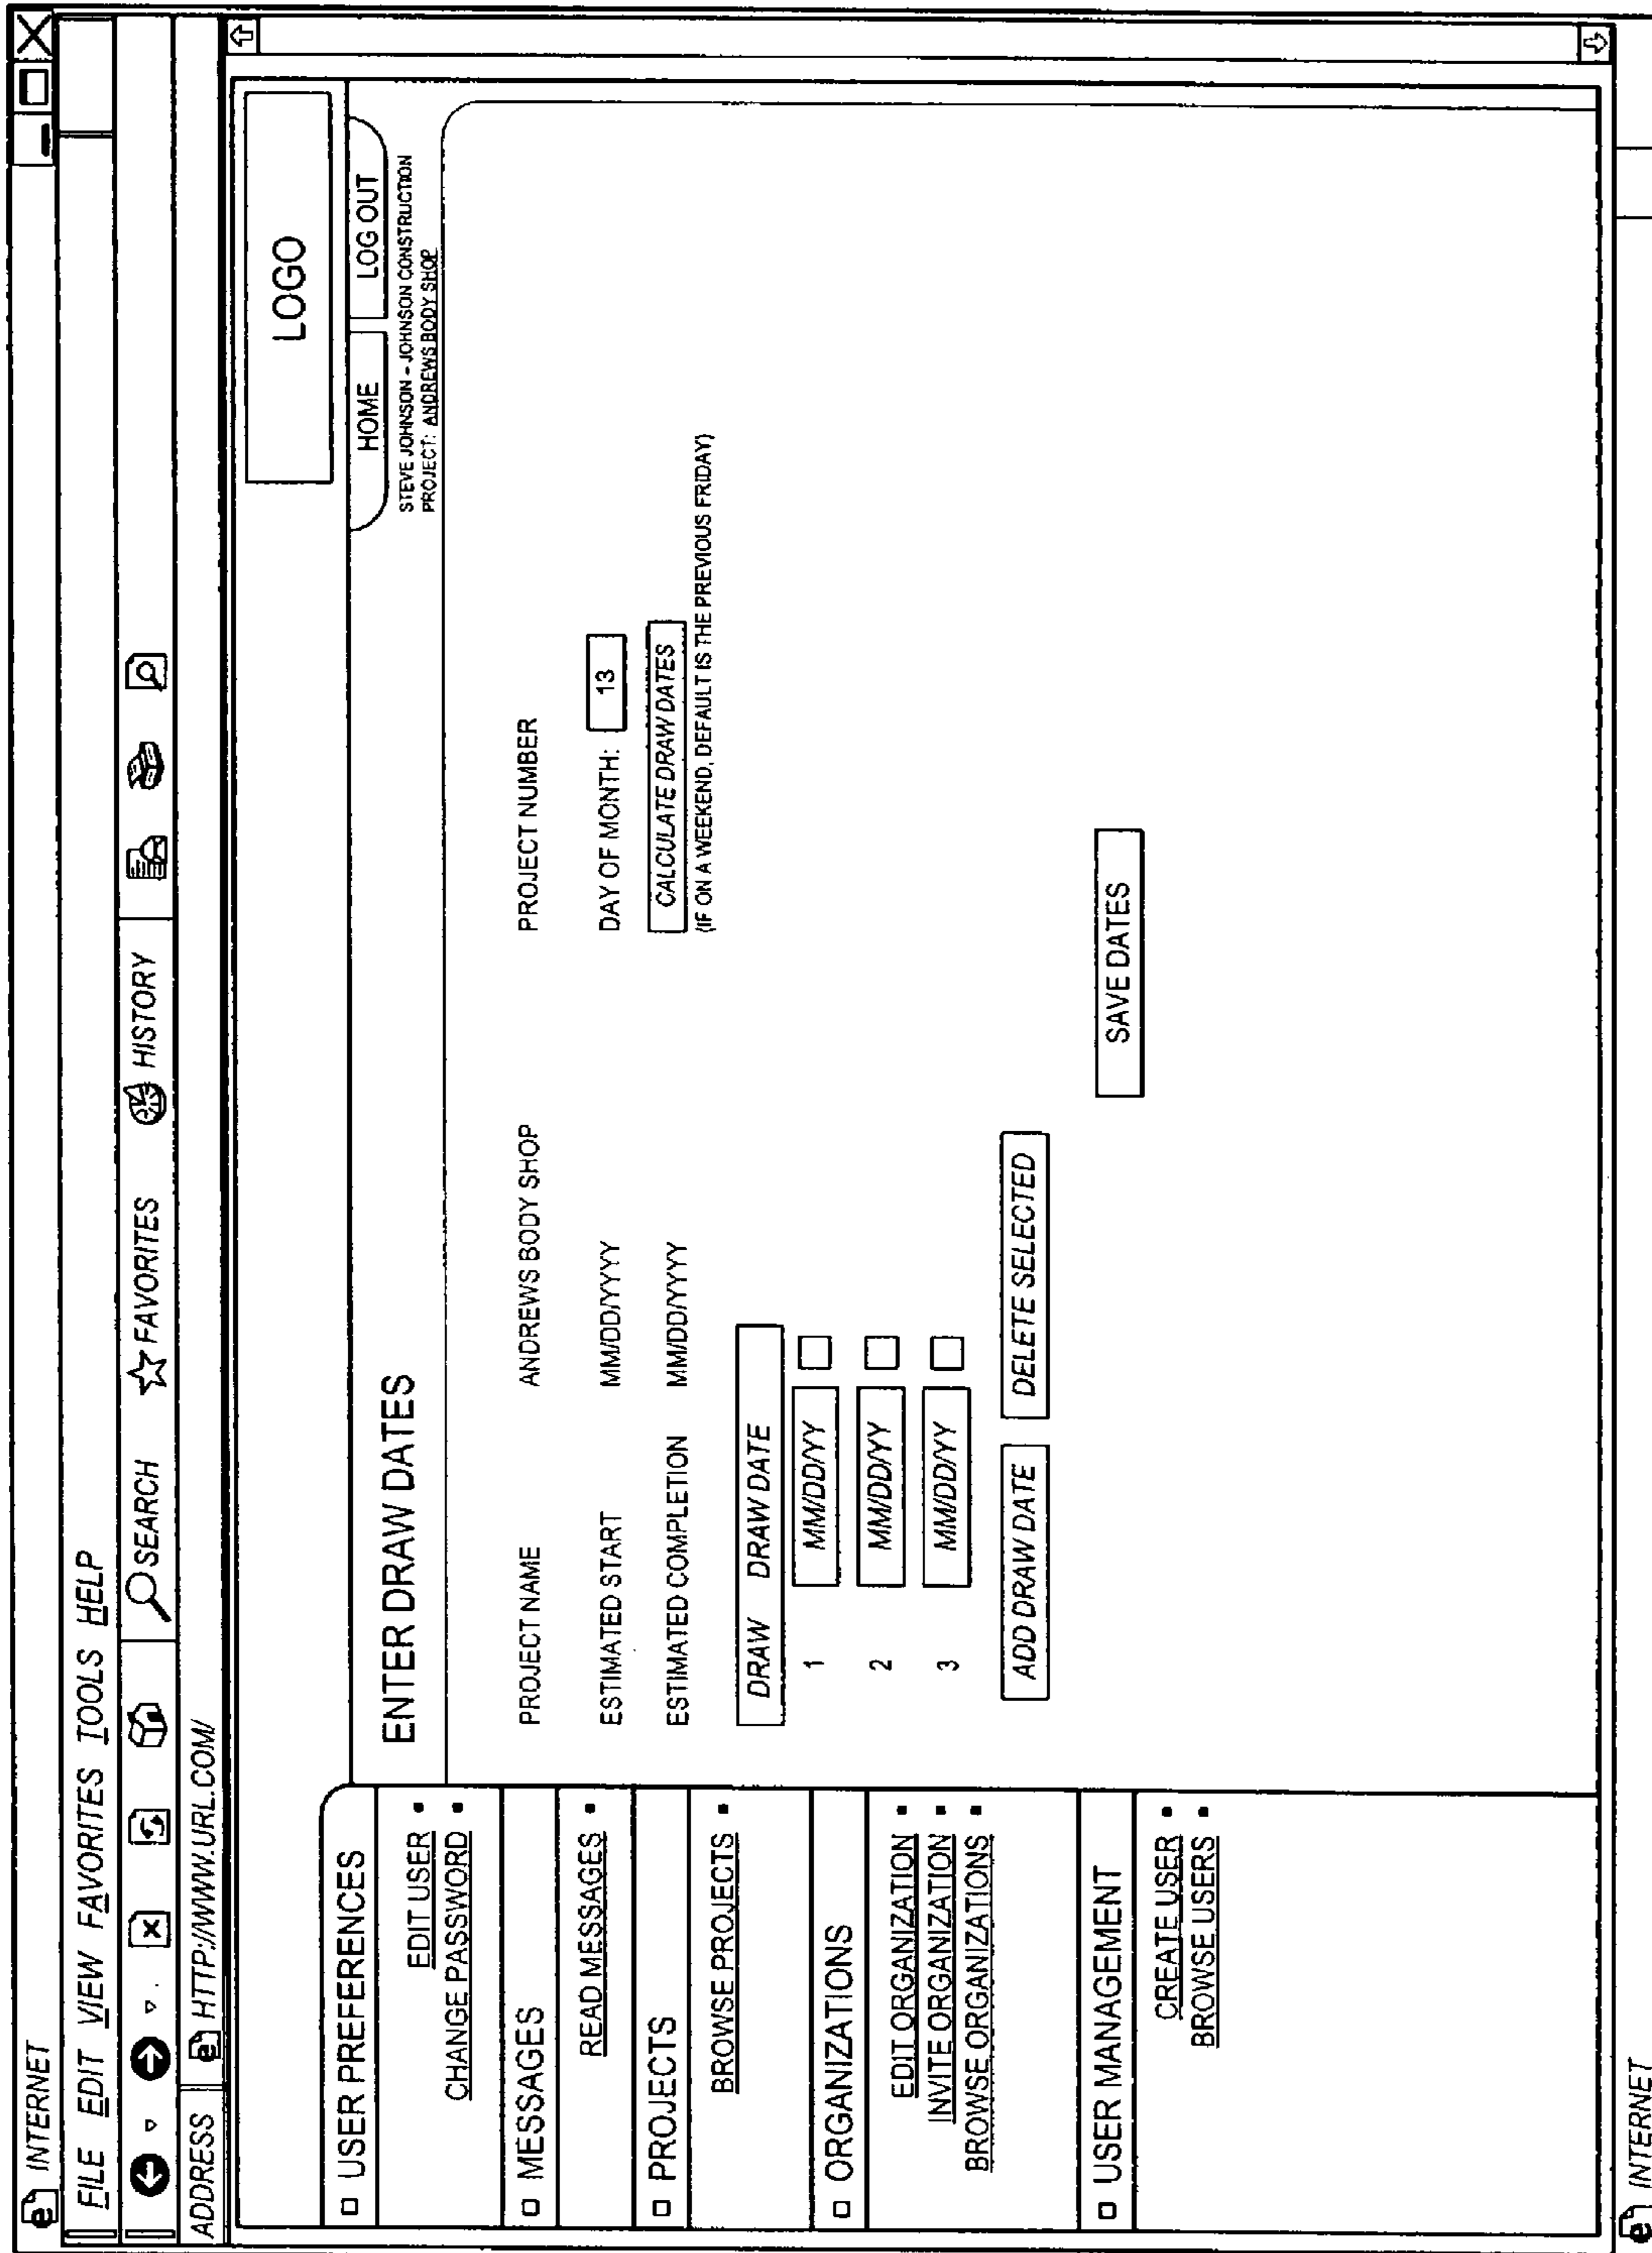 INTERNET
FILE EDIT VIEW FAVORITES TOOLS HELP
SEARCH FAVORITES HISTORY
ADDRESS HTTP://WWW.URL.COM/
LOGO
HOME LOG OUT
USER PREFERENCES
EDIT USER
CHANGE PASSWORD
MESSAGES
READ MESSAGES
PROJECTS
BROWSE PROJECTS
ORGANIZATIONS
EDIT ORGANIZATION
INVITE ORGANIZATION
BROWSE ORGANIZATIONS
USER MANAGEMENT
CREATE USER
BROWSE USERS
ENTER DRAW DATES
STEVE JOHNSON - JOHNSON CONSTRUCTION
PROJECT: ANDREWS BODY SHOP
PROJECT NAME ANDREWS BODY SHOP PROJECT NUMBER
ESTIMATED START MM/DD/YYYY DAY OF MONTH: 13
ESTIMATED COMPLETION MM/DD/YYYY CALCULATE DRAW DATES
(IF ON A WEEKEND, DEFAULT IS THE PREVIOUS FRIDAY)
DRAW DRAW DATE
1 MM/DD/YY
2 MM/DD/YY
3 MM/DD/YY
ADD DRAW DATE DELETE SELECTED
SAVE DATES
INTERNET